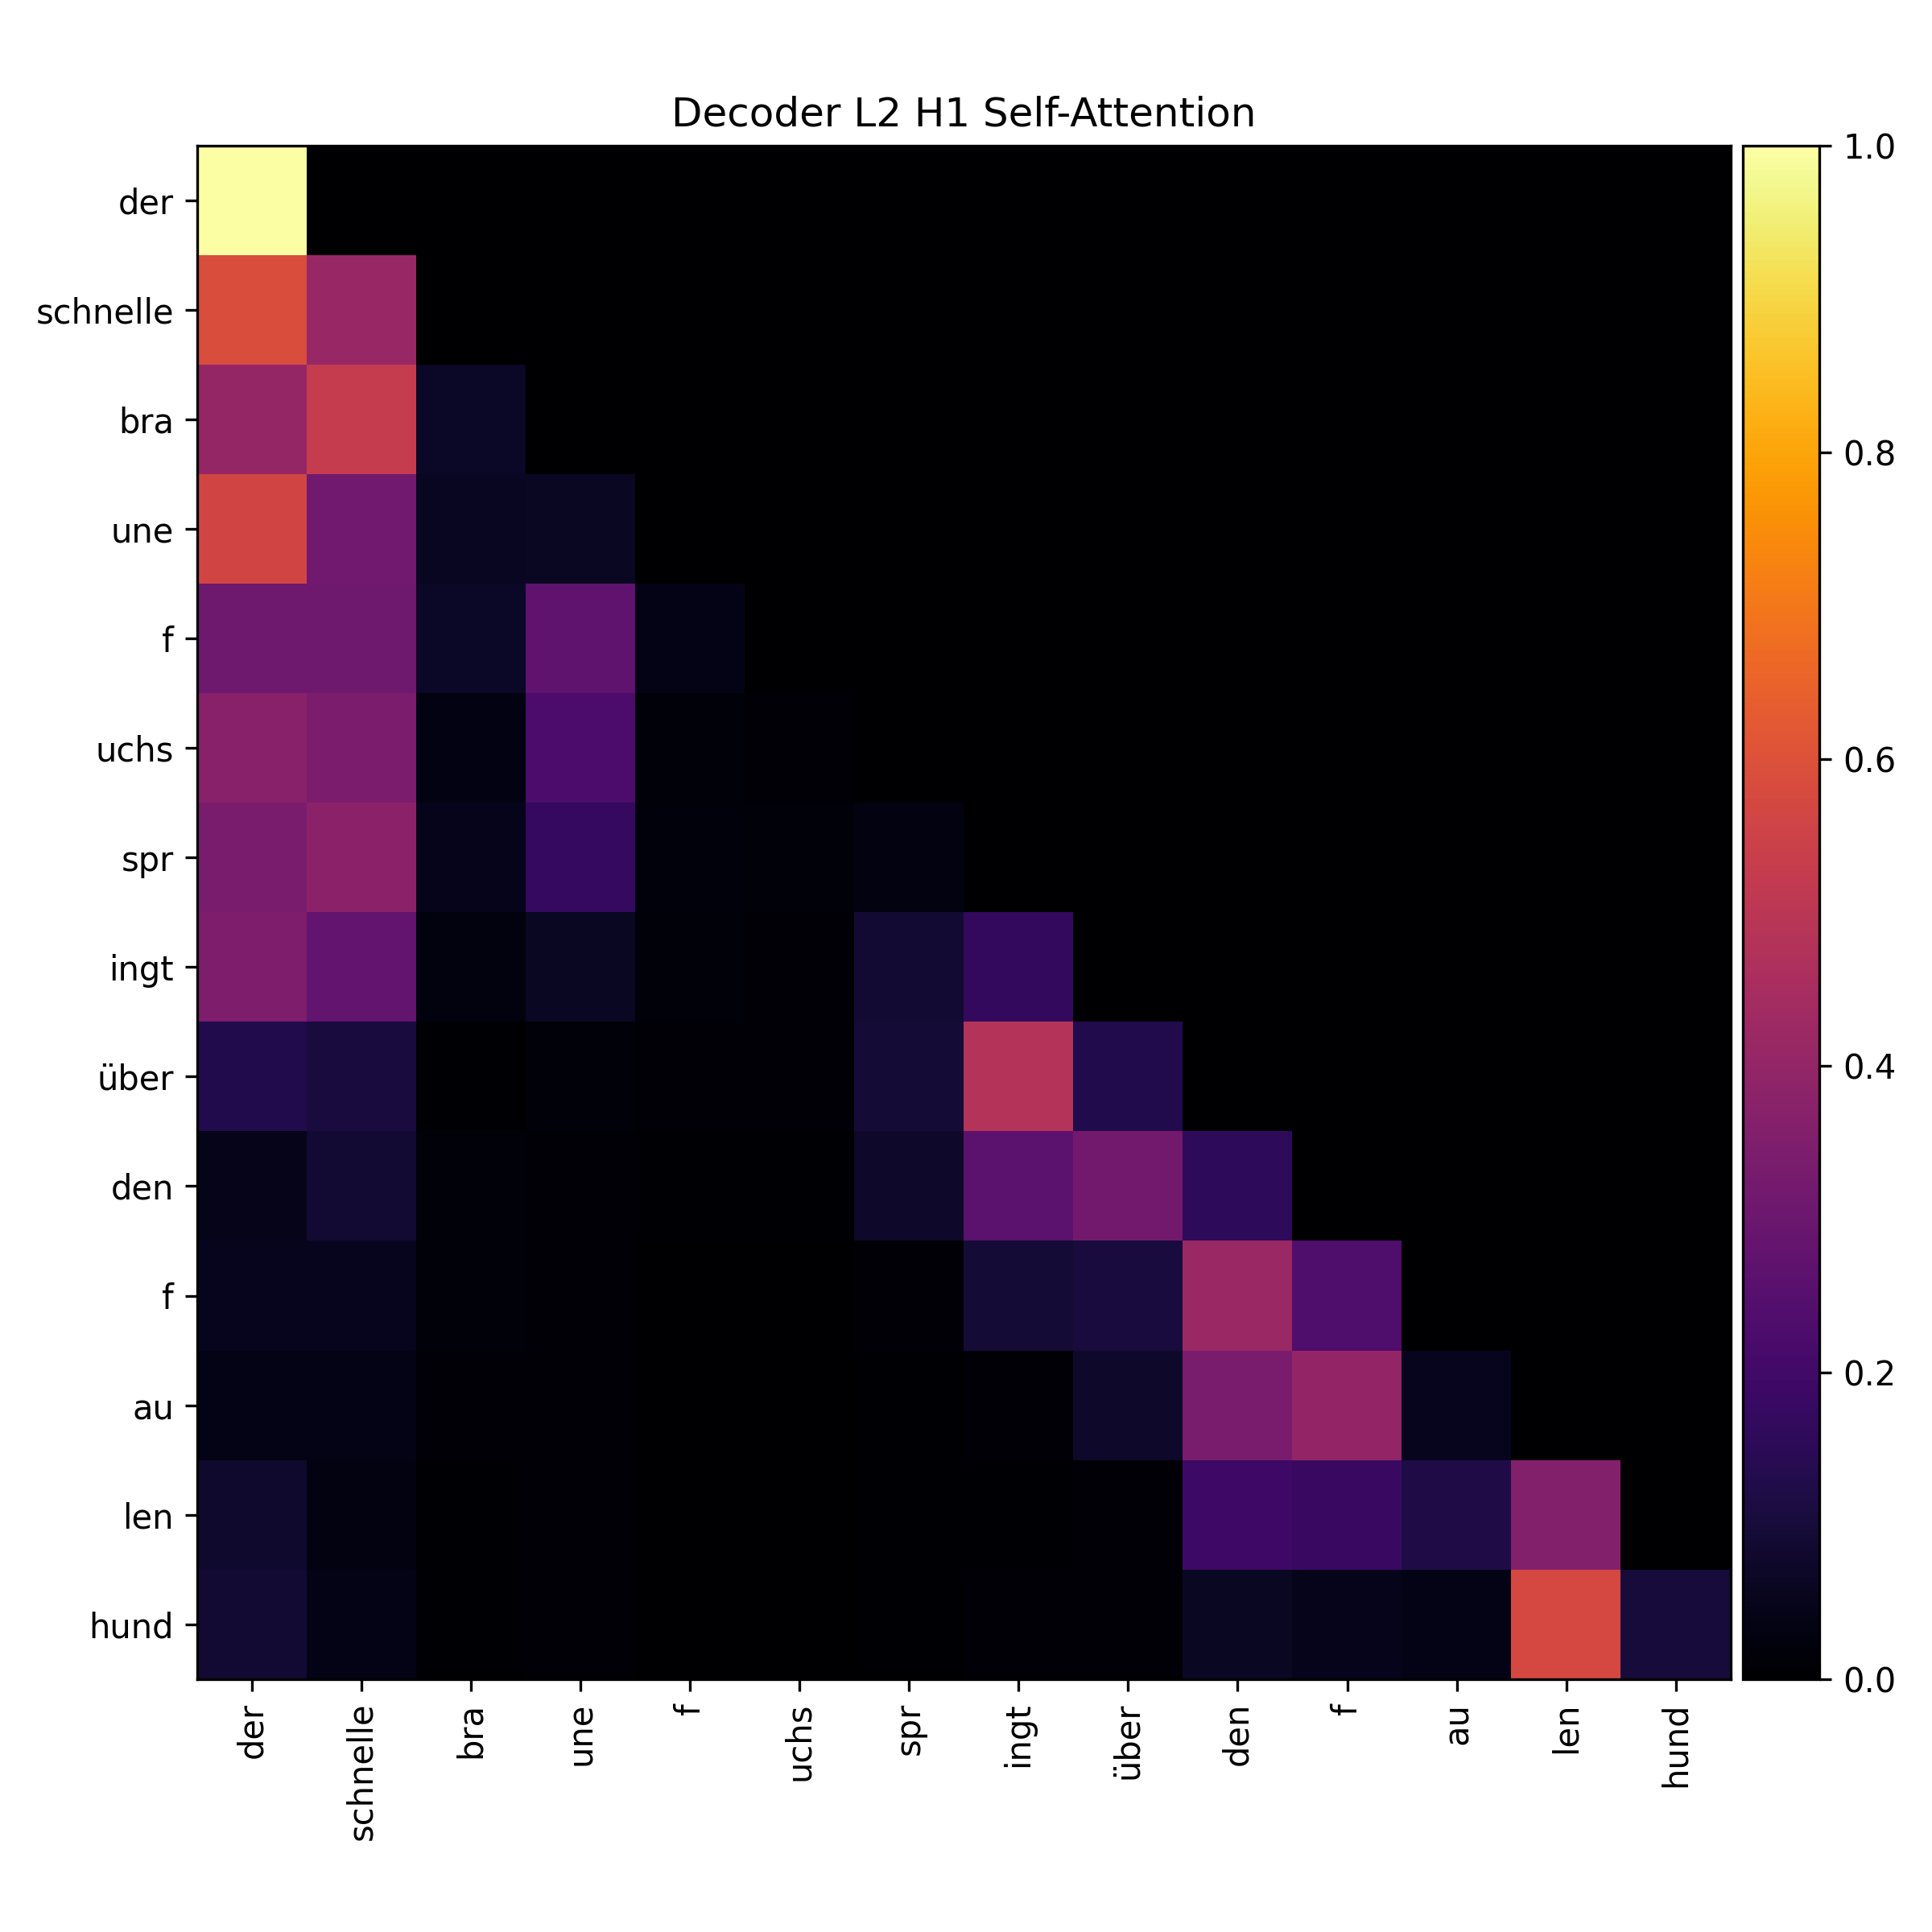 Decoder L2 H1 Self-Attention
der
schnelle
bra
une
f
uchs
spr
ingt
über
den
f
au
len
hund
der
schnelle
bra
une
f
uchs
spr
ingt
über
den
f
au
len
hund
1.0
0.8
0.6
0.4
0.2
0.0